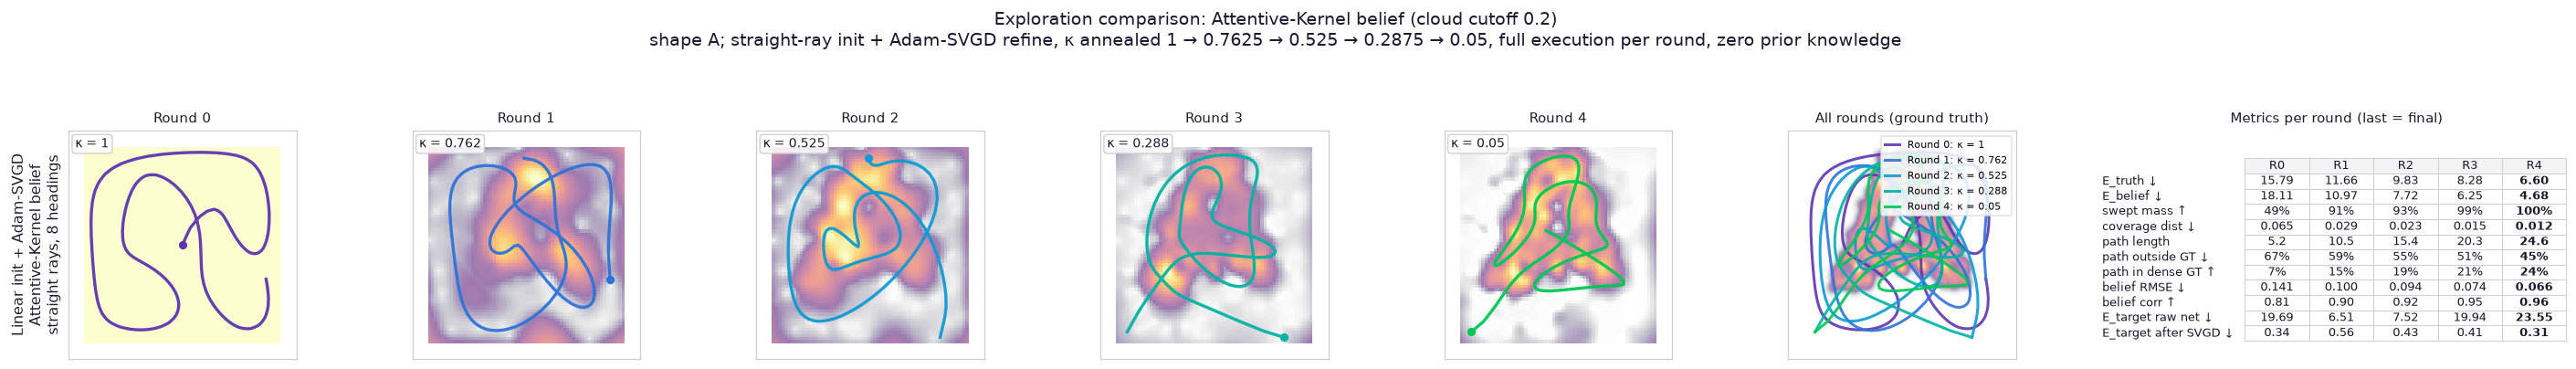 Exploration comparison: Attentive-Kernel belief (cloud cutoff 0.2)
shape A; straight-ray init + Adam-SVGD refine, κ annealed 1 → 0.7625 → 0.525 → 0.2875 → 0.05, full execution per round, zero prior knowledge
Linear init + Adam-SVGD
Attentive-Kernel belief
straight rays, 8 headings
Round 0
κ = 1
Round 1
κ = 0.762
Round 2
κ = 0.525
Round 3
κ = 0.288
Round 4
κ = 0.05
All rounds (ground truth)
Round 0: κ = 1
Round 1: κ = 0.762
Round 2: κ = 0.525
Round 3: κ = 0.288
Round 4: κ = 0.05
Metrics per round (last = final)
R0 R1 R2 R3 R4
E_truth ↓ 15.79 11.66 9.83 8.28 6.60
E_belief ↓ 18.11 10.97 7.72 6.25 4.68
swept mass ↑ 49% 91% 93% 99% 100%
coverage dist ↓ 0.065 0.029 0.023 0.015 0.012
path length 5.2 10.5 15.4 20.3 24.6
path outside GT ↓ 67% 59% 55% 51% 45%
path in dense GT ↑ 7% 15% 19% 21% 24%
belief RMSE ↓ 0.141 0.100 0.094 0.074 0.066
belief corr ↑ 0.81 0.90 0.92 0.95 0.96
E_target raw net ↓ 19.69 6.51 7.52 19.94 23.55
E_target after SVGD ↓ 0.34 0.56 0.43 0.41 0.31